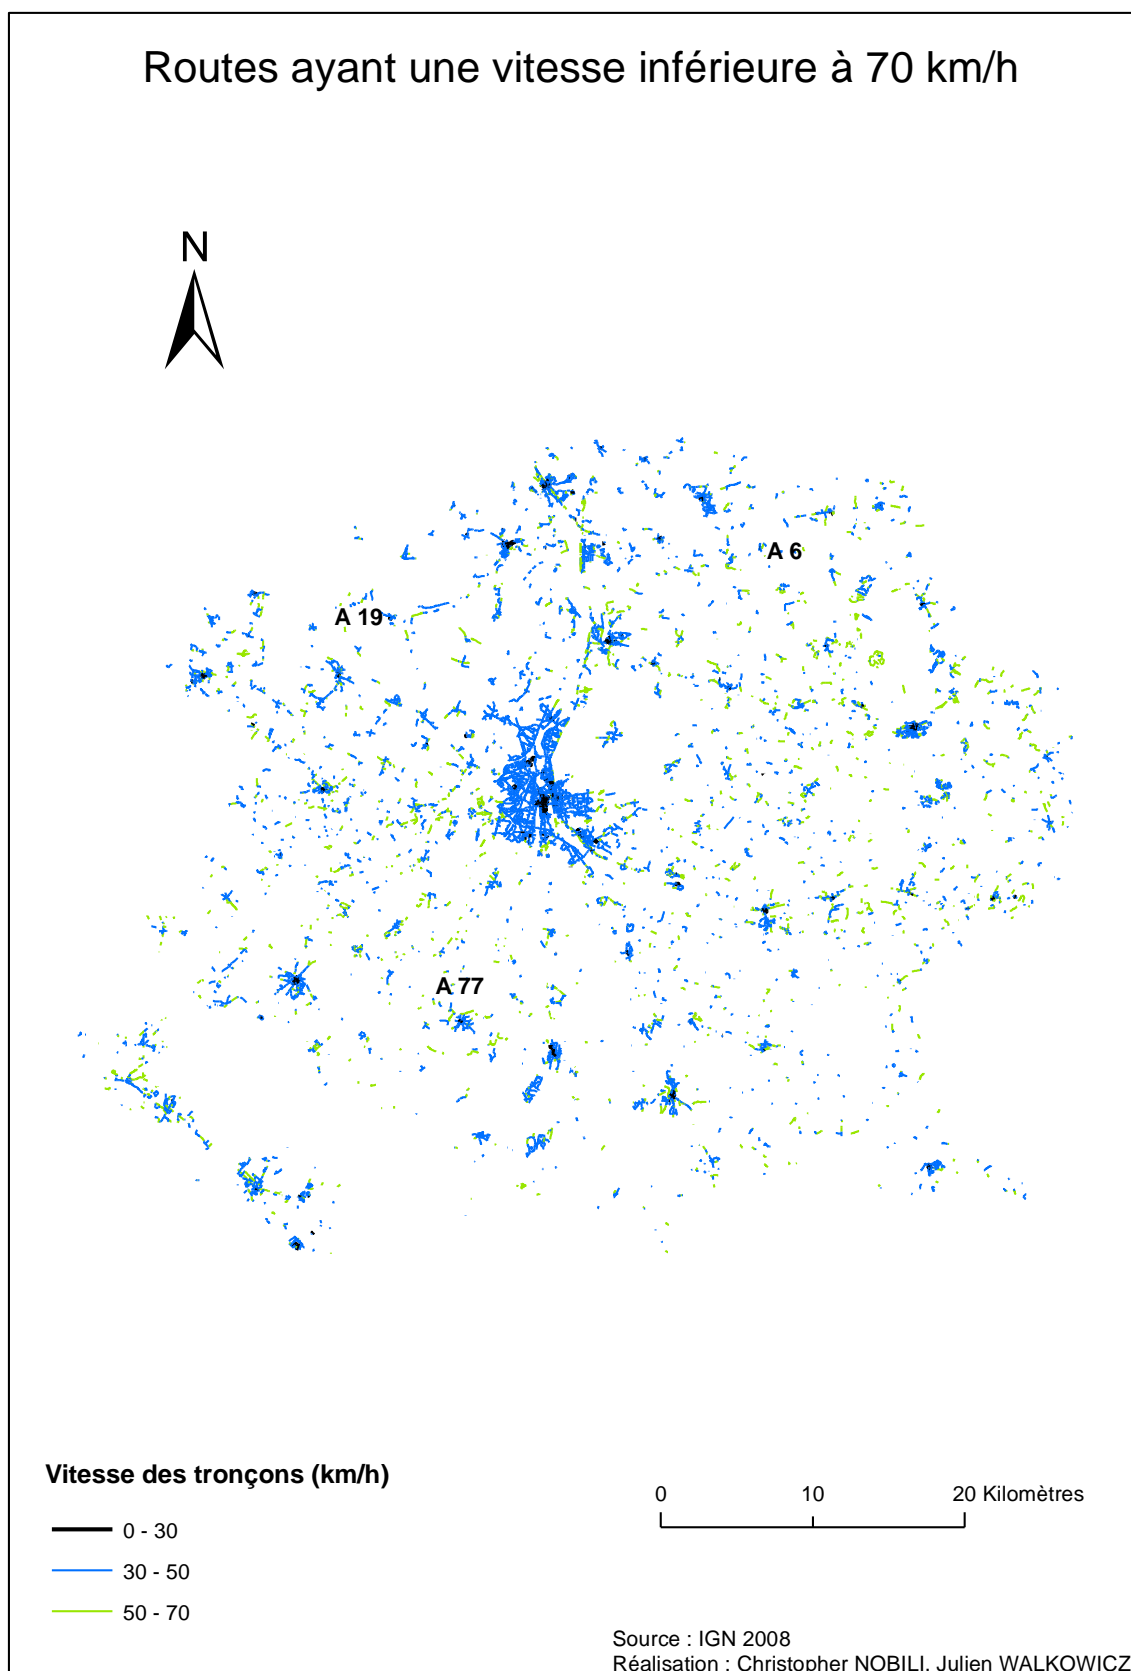 Routes ayant une vitesse inférieure à 70 km/h
N
A 6
A 19
A 77
Vitesse des tronçons (km/h)
0 - 30
30 - 50
50 - 70
0 10 20 Kilomètres
Source : IGN 2008
Réalisation : Christopher NOBILI, Julien WALKOWICZ